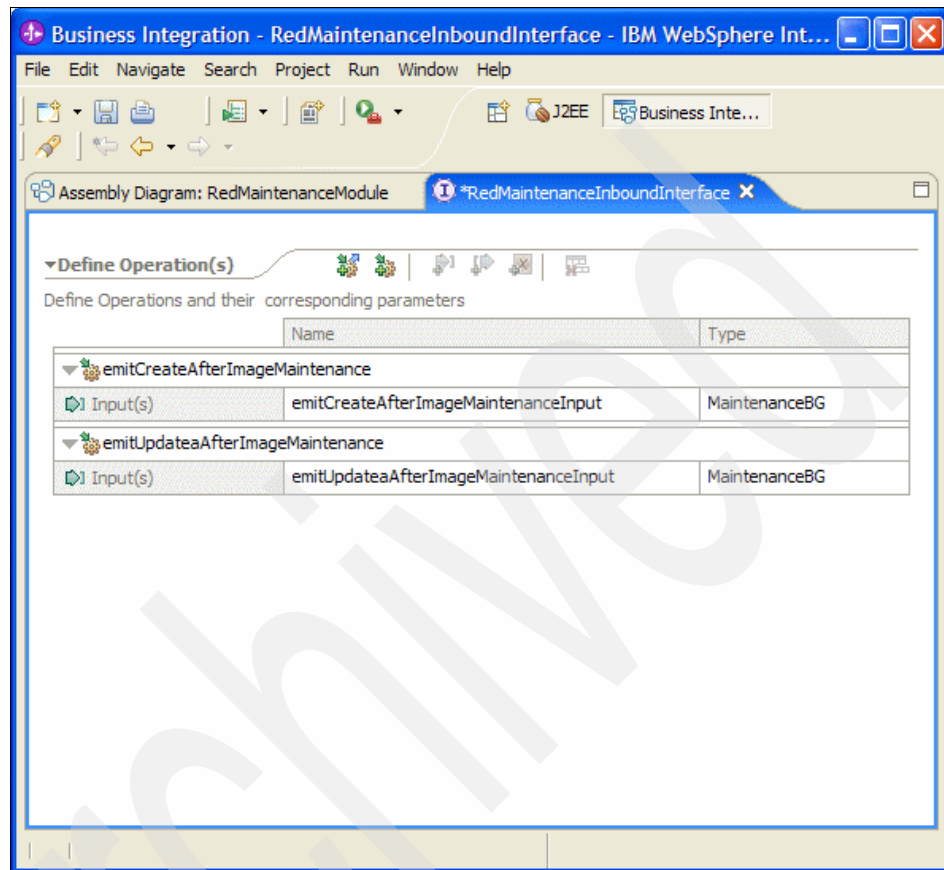 Business Integration - RedMaintenanceInboundInterface - IBM WebSphere Int...
File Edit Navigate Search Project Run Window Help
J2EE Business Inte...
Assembly Diagram: RedMaintenanceModule *RedMaintenanceInboundInterface
Define Operation(s)
Define Operations and their corresponding parameters
Name Type
emitCreateAfterImageMaintenance
Input(s) emitCreateAfterImageMaintenanceInput MaintenanceBG
emitUpdateaAfterImageMaintenance
Input(s) emitUpdateaAfterImageMaintenanceInput MaintenanceBG
rchived